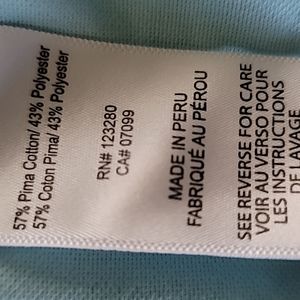 57% Pima Cotton/ 43% Polyester
57% Coton Pima/ 43% Polyester
RN# 123280
CA# 07099
MADE IN PERU
FABRIQUÉ AU PÉROU
SEE REVERSE FOR CARE
VOIR AU VERSO POUR
LES INSTRUCTIONS
DE LAVAGE